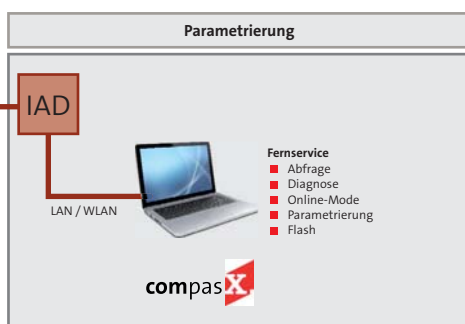 Parametrierung
IAD
LAN / WLAN
Fernservice
Abfrage
Diagnose
Online-Mode
Parametrierung
Flash
compasX